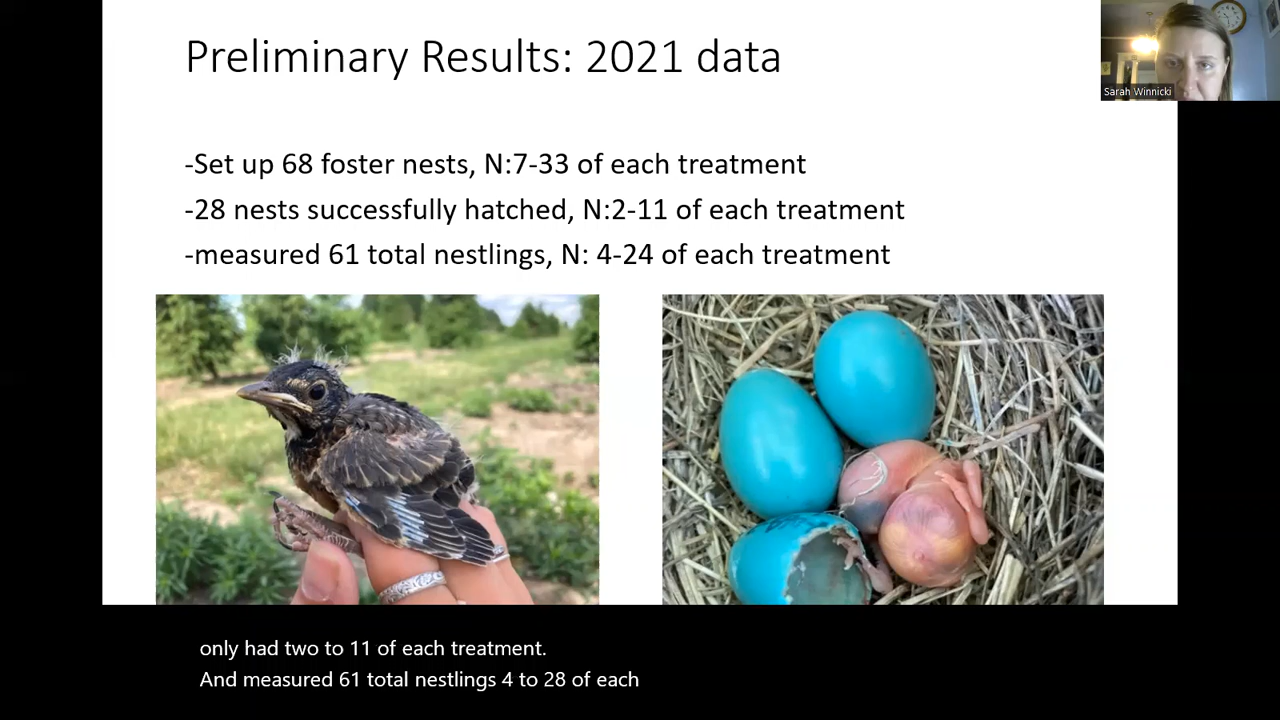 Preliminary Results: 2021 data
Sarah Winnicki
-Set up 68 foster nests, N:7-33 of each treatment
-28 nests successfully hatched, N:2-11 of each treatment
-measured 61 total nestlings, N: 4-24 of each treatment
only had two to 11 of each treatment.
And measured 61 total nestlings 4 to 28 of each